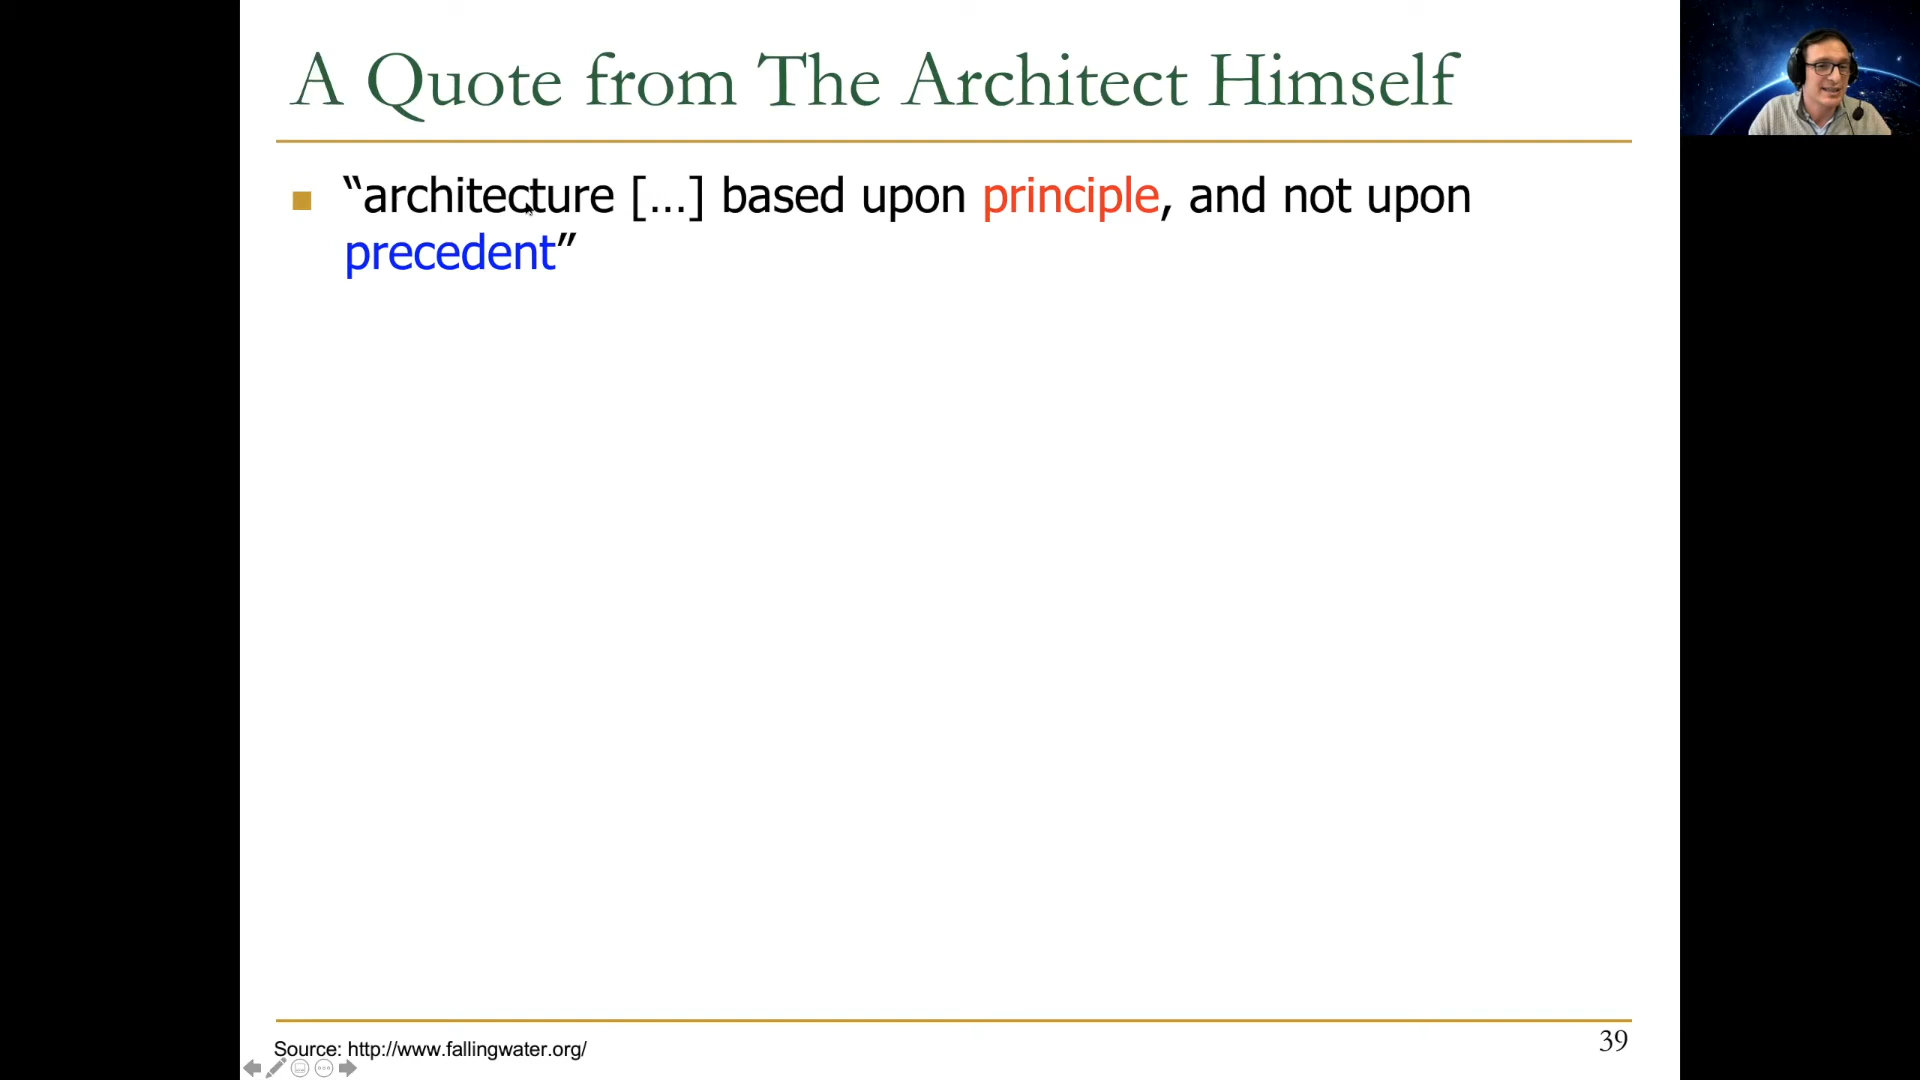 A Quote from The Architect Himself
“architecture […] based upon principle, and not upon
precedent”
Source: http://www.fallingwater.org/
39